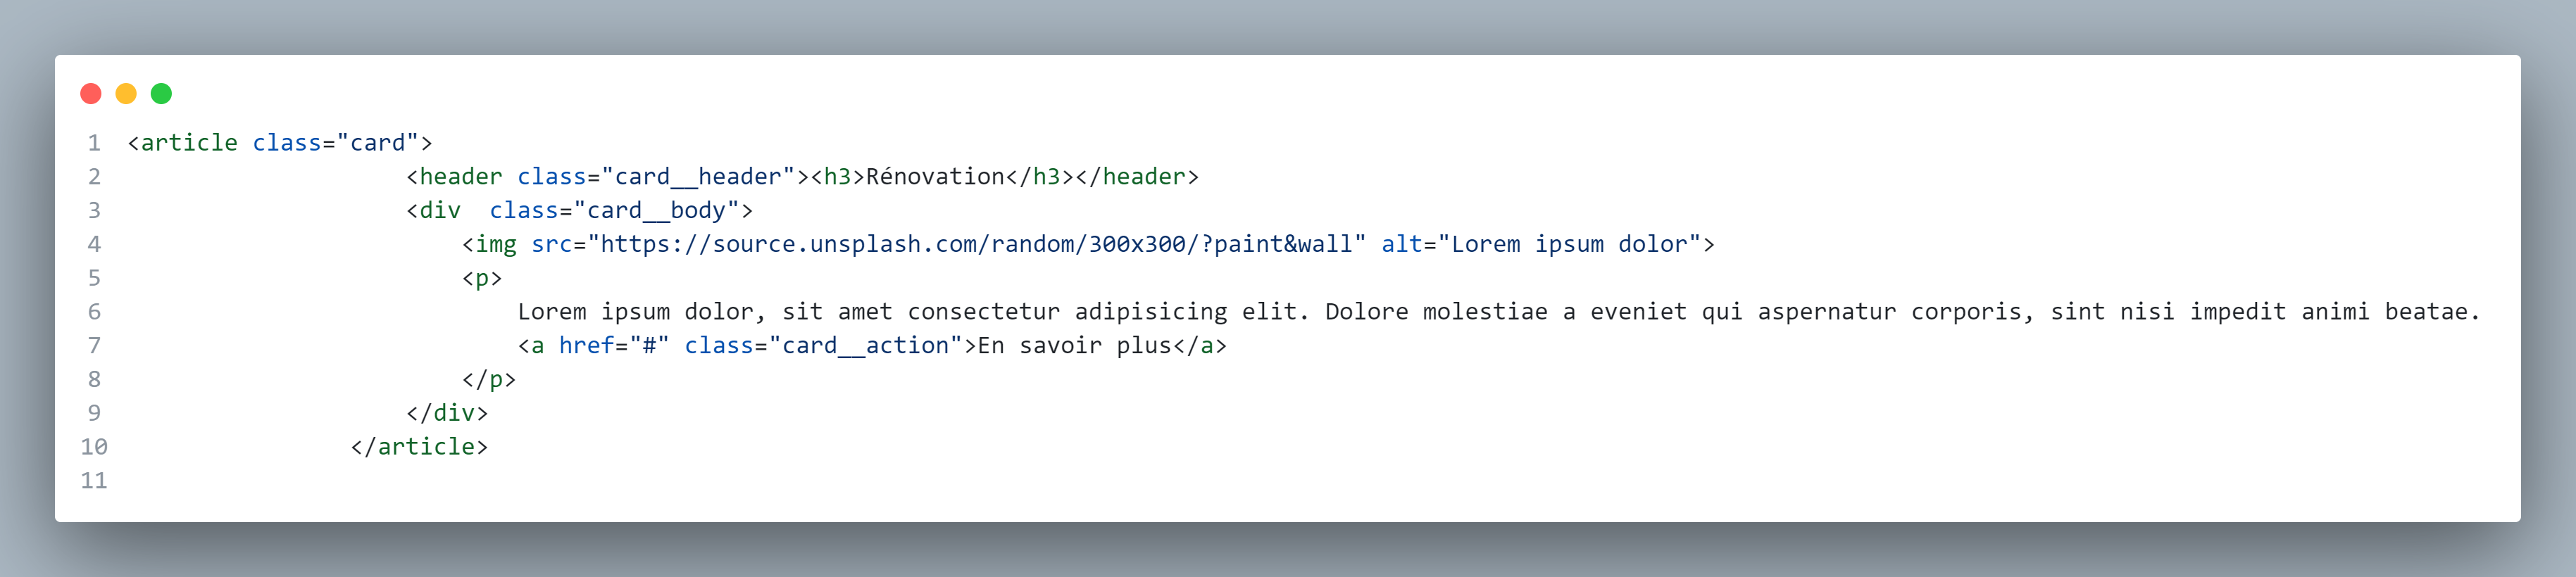 1 <article class="card">
2 <header class="card__header"><h3>Rénovation</h3></header>
3 <div  class="card__body">
4 <img src="https://source.unsplash.com/random/300x300/?paint&wall" alt="Lorem ipsum dolor">
5 <p>
6 Lorem ipsum dolor, sit amet consectetur adipisicing elit. Dolore molestiae a eveniet qui aspernatur corporis, sint nisi impedit animi beatae.
7 <a href="#" class="card__action">En savoir plus</a>
8 </p>
9 </div>
10 </article>
11